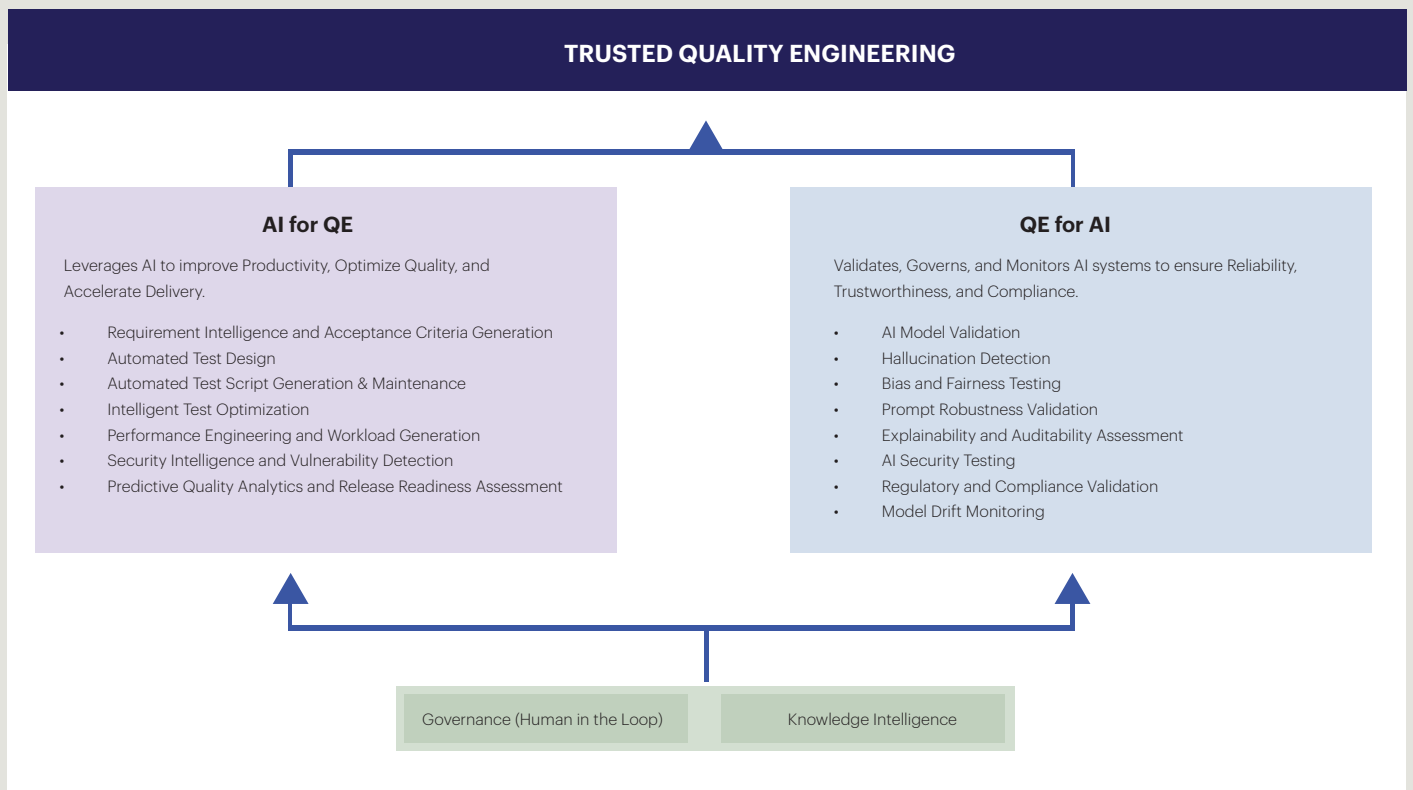 TRUSTED QUALITY ENGINEERING
AI for QE
Leverages AI to improve Productivity, Optimize Quality, and
Accelerate Delivery.
• Requirement Intelligence and Acceptance Criteria Generation
• Automated Test Design
• Automated Test Script Generation & Maintenance
• Intelligent Test Optimization
• Performance Engineering and Workload Generation
• Security Intelligence and Vulnerability Detection
• Predictive Quality Analytics and Release Readiness Assessment
QE for AI
Validates, Governs, and Monitors AI systems to ensure Reliability,
Trustworthiness, and Compliance.
• AI Model Validation
• Hallucination Detection
• Bias and Fairness Testing
• Prompt Robustness Validation
• Explainability and Auditability Assessment
• AI Security Testing
• Regulatory and Compliance Validation
• Model Drift Monitoring
Governance (Human in the Loop)
Knowledge Intelligence